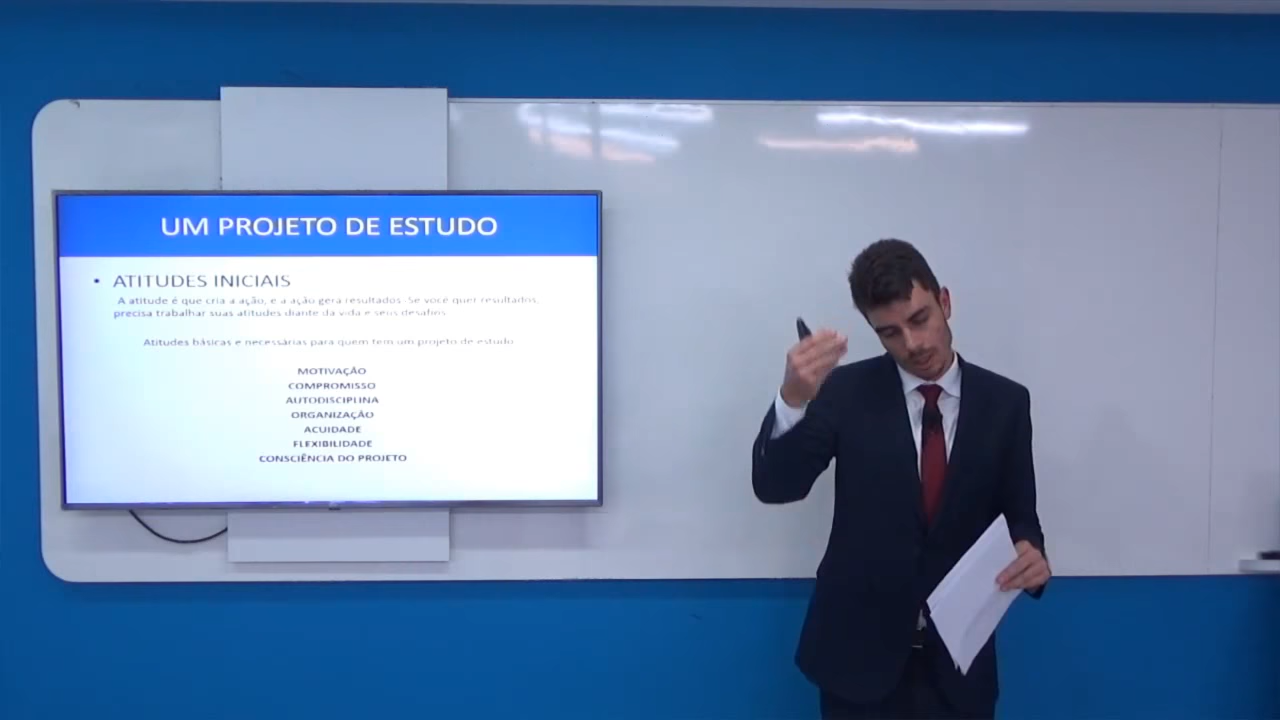 UM PROJETO DE ESTUDO
• ATITUDES INICIAIS
A atitude é que cria a ação, e a ação gera resultados. Se você quer resultados,
precisa trabalhar suas atitudes diante da vida e seus desafios.
Atitudes básicas e necessárias para quem tem um projeto de estudo
MOTIVAÇÃO
COMPROMISSO
AUTODISCIPLINA
ORGANIZAÇÃO
ACUIDADE
FLEXIBILIDADE
CONSCIÊNCIA DO PROJETO